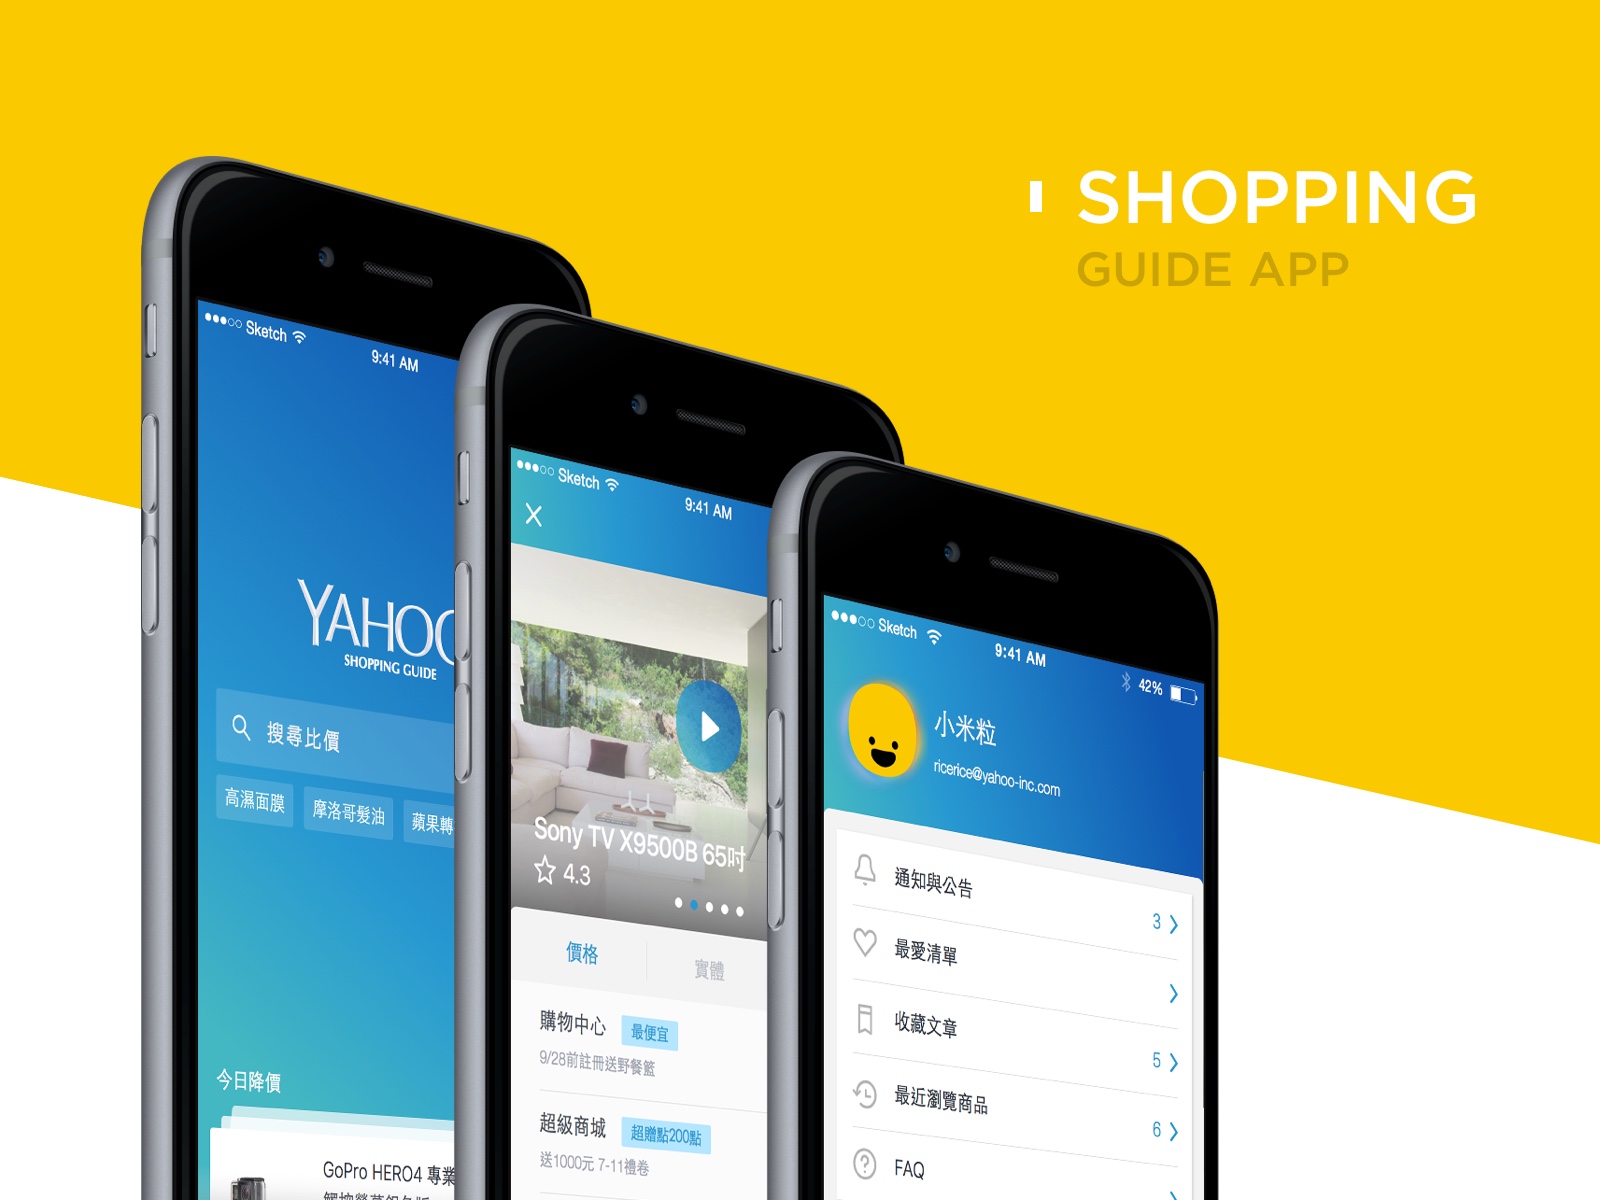 SHOPPING
GUIDE APP
Sketch
9:41 AM
YAHOO
SHOPPING GUIDE
搜尋比價
高濕面膜
摩洛哥髮油
蘋果轉
今日降價
GoPro HERO4 專業
Sketch
9:41 AM
Sony TV X9500B 65吋
4.3
價格
實體
購物中心
最便宜
9/28前註冊送野餐籃
超級商城
超贈點200點
送1000元 7-11禮卷
Sketch
9:41 AM
42%
小米粒
ricerice@yahoo-inc.com
通知與公告
3
最愛清單
收藏文章
5
最近瀏覽商品
6
FAQ